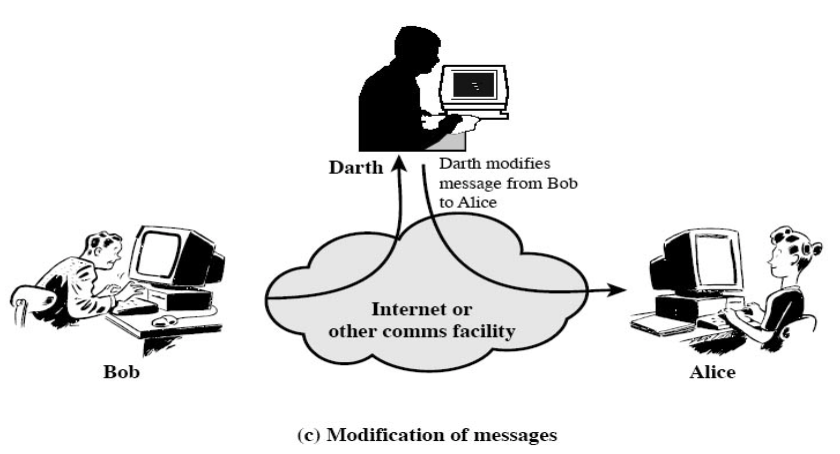 Darth
Darth modifies
message from Bob
to Alice
Internet or
other comms facility
Bob
Alice
(c) Modification of messages